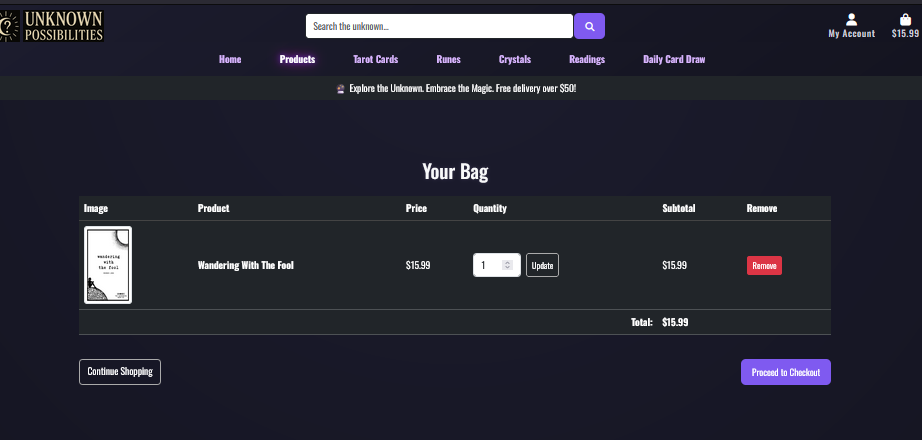 UNKNOWN
POSSIBILITIES
Search the unknown...
My Account
$15.99
Home Products Tarot Cards Runes Crystals Readings Daily Card Draw
Explore the Unknown. Embrace the Magic. Free delivery over $50!
Your Bag
Image Product Price Quantity Subtotal Remove
wandering
with
the fool
Wandering With The Fool $15.99 1 Update $15.99 Remove
Total: $15.99
Continue Shopping Proceed to Checkout